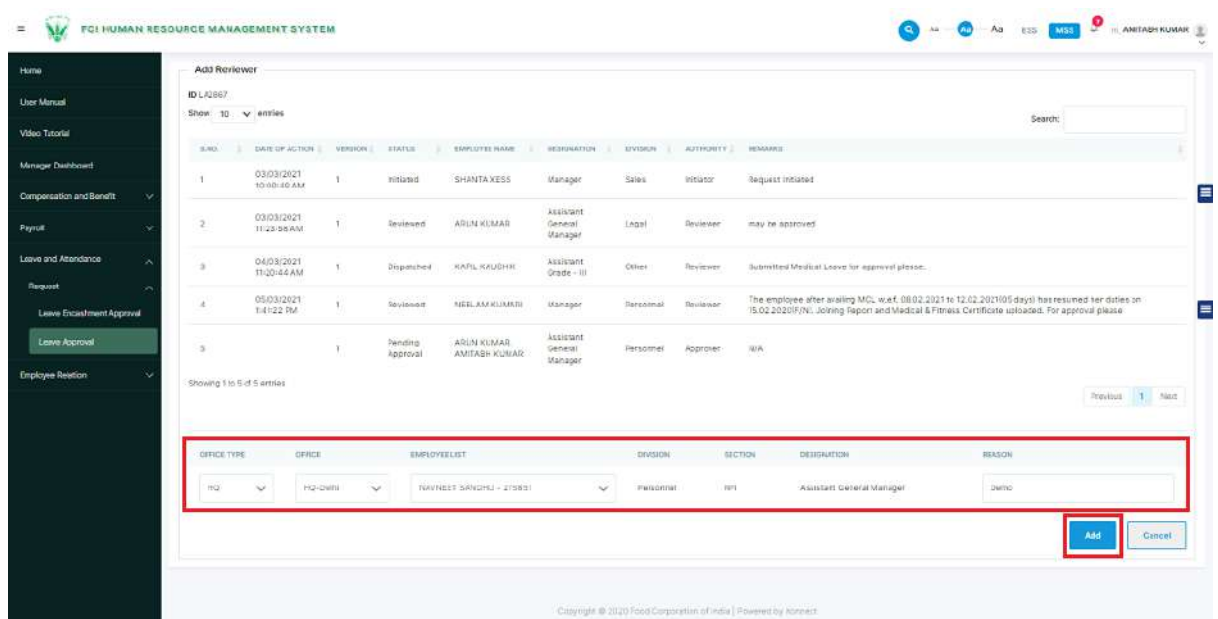 FCI HUMAN RESOURCE MANAGEMENT SYSTEM
Aa Aa Aa ESS MSS Hi, ANITABH KUMAR
Home
User Manual
Video Tutorial
Manager Dashboard
Compensation and Benefit
Payroll
Leave and Attendance
Request
Leave Encashment Approval
Leave Approval
Employee Relation
Add Reviewer
ID LA2867
Show 10 entries
Search:
S.NO. DATE OF ACTION VERSION STATUS EMPLOYEE NAME DESIGNATION DIVISION AUTHORITY REMARKS
1 03/03/2021 10:60:40 AM 1 Initiated SHANTA XESS Manager Sales Initiator Request Initiated
2 03/03/2021 11:23:58 AM 1 Reviewed ARUN KUMAR Assistant General Manager Legal Reviewer may be approved
3 04/03/2021 11:20:44 AM 1 Dispatched KAPIL KAUSHIK Assistant Grade - III Other Reviewer Submitted Medical Leave for approval please.
4 05/03/2021 1:41:22 PM 1 Reviewed NEELAM KUMARI Manager Personnel Reviewer The employee after availing MCL w.e.f. 08.02.2021 to 12.02.2021(05 days) has resumed her duties on
15.02.2020(F/N). Joining Report and Medical & Fitness Certificate uploaded. For approval please
5 1 Pending Approval ARUN KUMAR AMITABH KUMAR Assistant General Manager Personnel Approver N/A
Showing 1 to 5 of 5 entries
Previous 1 Next
OFFICE TYPE OFFICE EMPLOYEELIST DIVISION SECTION DESIGNATION REASON
HQ HQ-Delhi NAVNEET SANDHU - Personnel Assistant General Manager Demo
Add Cancel
Copyright © 2020 Food Corporation of India | Powered by